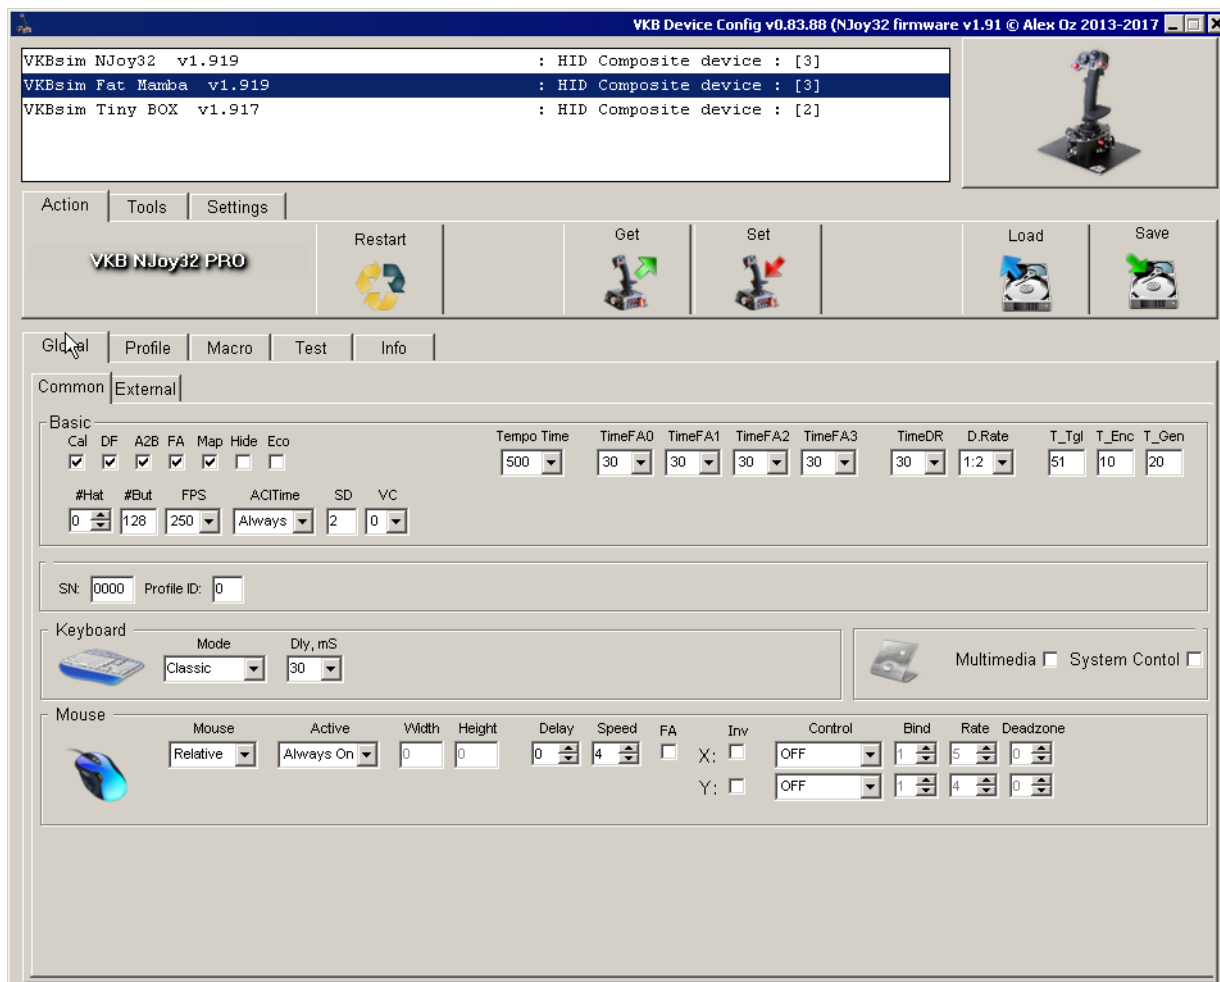 VKB Device Config v0.83.88 (NJoy32 firmware v1.91 © Alex Oz 2013-2017
VKBsim NJoy32 v1.919 : HID Composite device : [3]
VKBsim Fat Mamba v1.919 : HID Composite device : [3]
VKBsim Tiny BOX v1.917 : HID Composite device : [2]
Action Tools Settings
VKB NJoy32 PRO Restart Get Set Load Save
Global Profile Macro Test Info
Common External
Basic
Cal DF A2B FA Map Hide Eco Tempo Time TimeFA0 TimeFA1 TimeFA2 TimeFA3 TimeDR D.Rate T_Tgl T_Enc T_Gen
500 30 30 30 30 30 1:2 51 10 20
#Hat #But FPS ACITime SD VC
0 128 250 Always 2 0
SN: 0000 Profile ID: 0
Keyboard
Mode Dly, mS
Classic 30
Multimedia System Contol
Mouse
Mouse Active Width Height Delay Speed FA Inv Control Bind Rate Deadzone
Relative Always On 0 0 0 4 X: OFF 1 5 0
Y: OFF 1 4 0